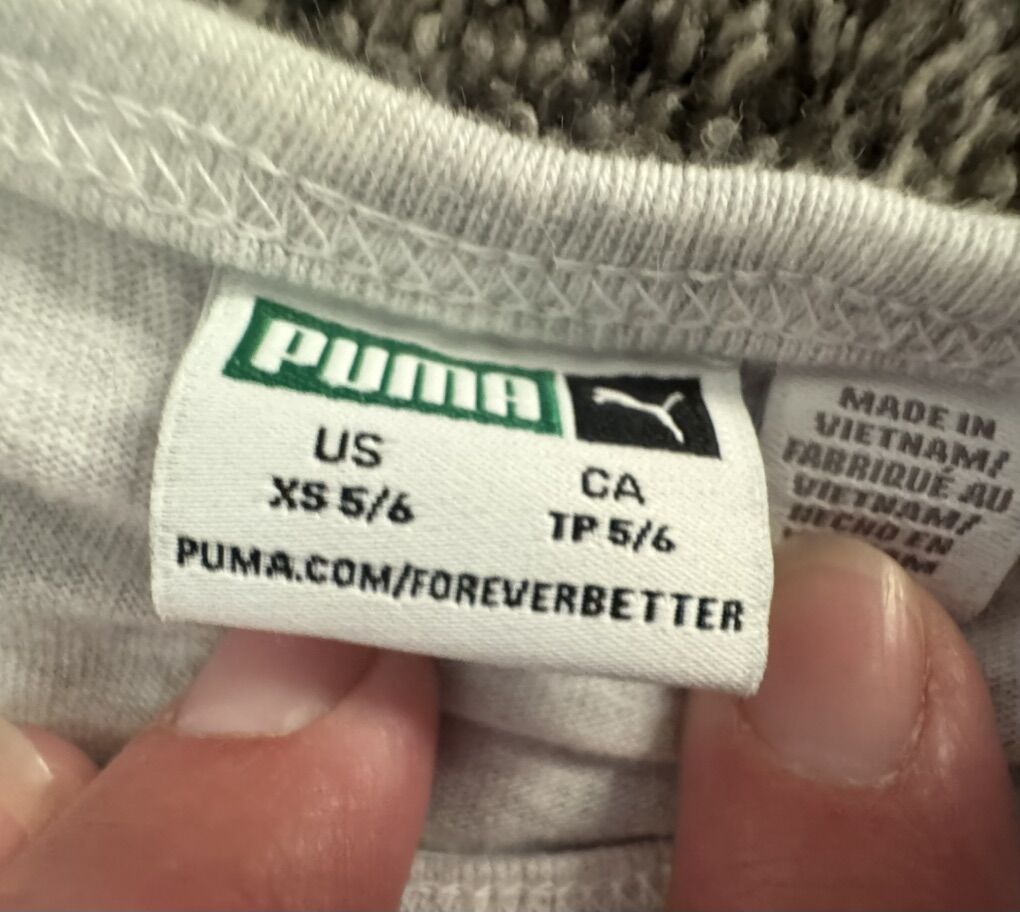 PUMA
US
XS 5/6
CA
TP 5/6
PUMA.COM/FOREVERBETTER
MADE IN
VIETNAM/
FABRIQUÉ AU
VIETNAM/
HECHO EN